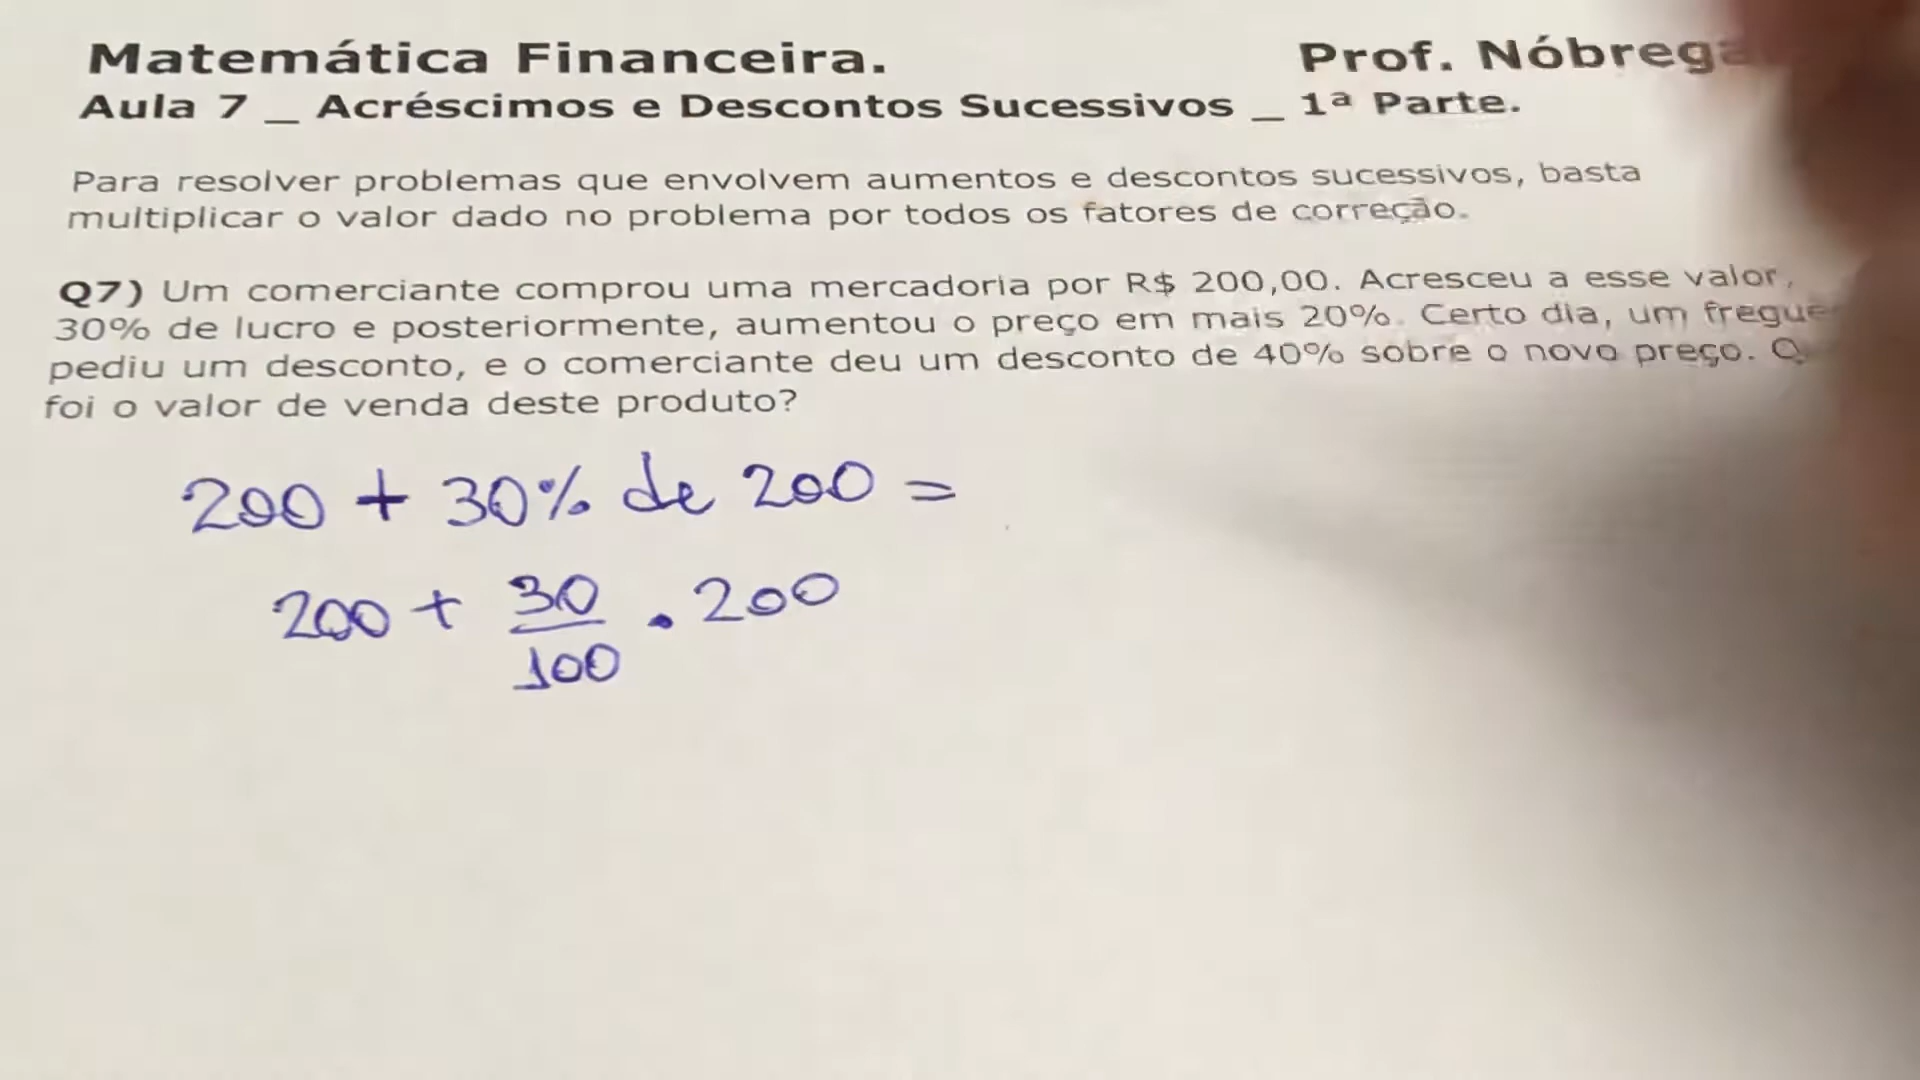 Matemática Financeira. Prof. Nóbrega
Aula 7 _ Acréscimos e Descontos Sucessivos _ 1ª Parte.
Para resolver problemas que envolvem aumentos e descontos sucessivos, basta
multiplicar o valor dado no problema por todos os fatores de correção.
Q7) Um comerciante comprou uma mercadoria por R$ 200,00. Acresceu a esse valor,
30% de lucro e posteriormente, aumentou o preço em mais 20%. Certo dia, um
pediu um desconto, e o comerciante deu um desconto de 40% sobre o novo preço.
foi o valor de venda deste produto?
200 + 30% de 200 =
200 + 30/100 . 200